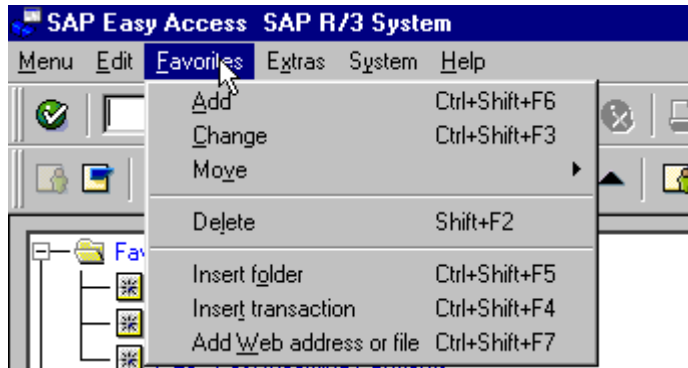 SAP Easy Access SAP R/3 System
Menu Edit Favorites Extras System Help
Add Ctrl+Shift+F6
Change Ctrl+Shift+F3
Move
Delete Shift+F2
Fav
Insert folder Ctrl+Shift+F5
Insert transaction Ctrl+Shift+F4
Add Web address or file Ctrl+Shift+F7